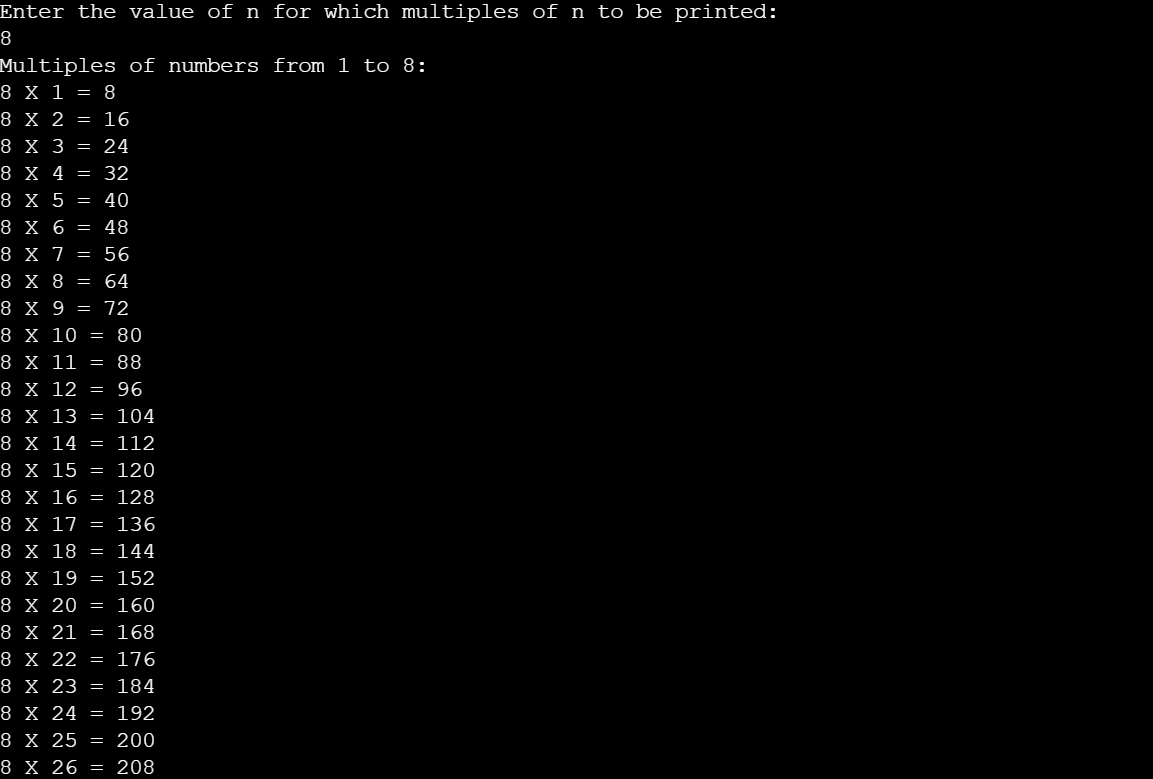 Enter the value of n for which multiples of n to be printed:
8
Multiples of numbers from 1 to 8:
8 X 1 = 8
8 X 2 = 16
8 X 3 = 24
8 X 4 = 32
8 X 5 = 40
8 X 6 = 48
8 X 7 = 56
8 X 8 = 64
8 X 9 = 72
8 X 10 = 80
8 X 11 = 88
8 X 12 = 96
8 X 13 = 104
8 X 14 = 112
8 X 15 = 120
8 X 16 = 128
8 X 17 = 136
8 X 18 = 144
8 X 19 = 152
8 X 20 = 160
8 X 21 = 168
8 X 22 = 176
8 X 23 = 184
8 X 24 = 192
8 X 25 = 200
8 X 26 = 208